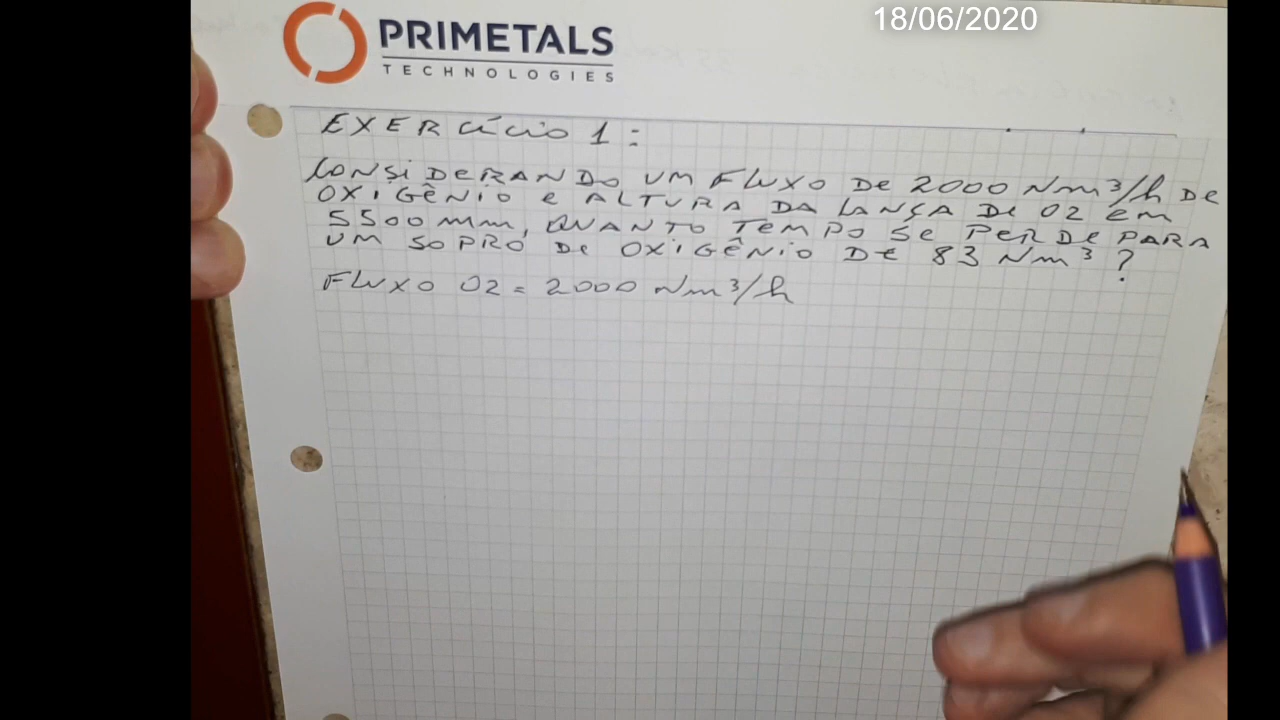 18/06/2020
PRIMETALS
TECHNOLOGIES
EXERCÍCIO 1:
CONSIDERANDO UM FLUXO DE 2000 Nm³/h DE
OXIGÊNIO E ALTURA DA LANÇA DE O2 EM
5500 mm, QUANTO TEMPO SE PERDE PARA
UM SOPRO DE OXIGÊNIO DE 83 Nm³?
FLUXO O2 = 2000 Nm³/h